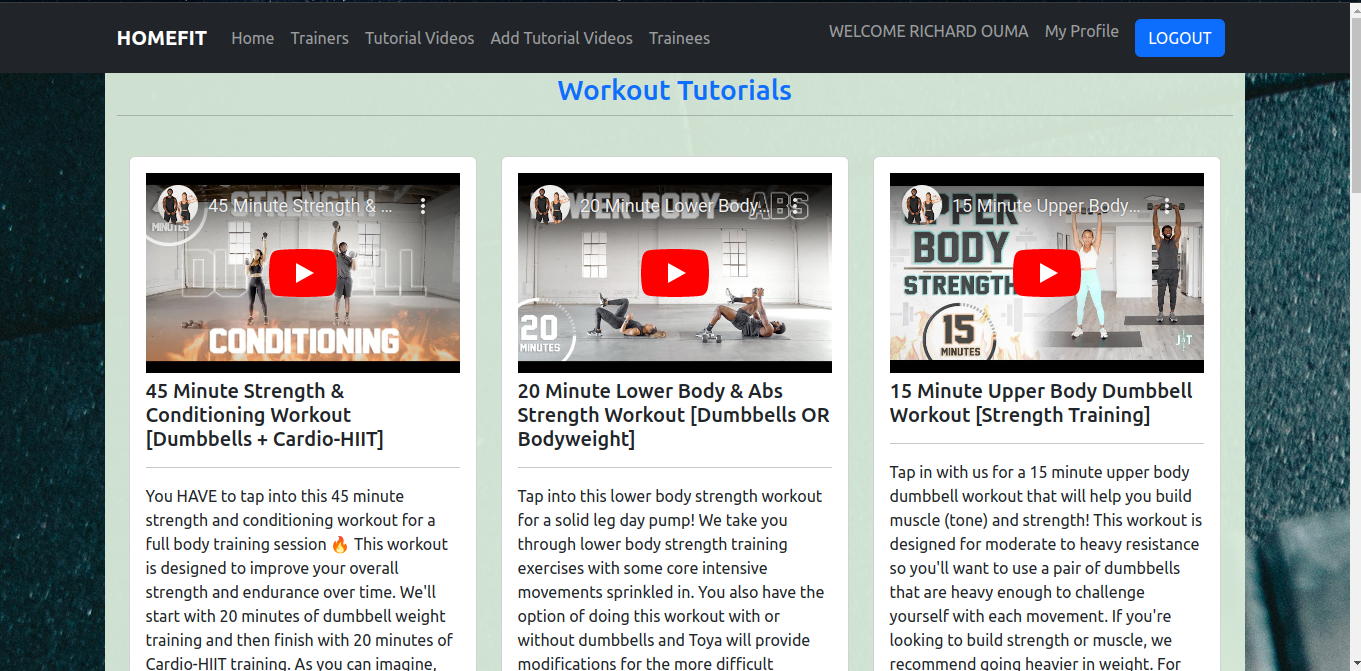 HOMEFIT Home Trainers Tutorial Videos Add Tutorial Videos Trainees WELCOME RICHARD OUMA My Profile LOGOUT
Workout Tutorials
STRENGTH
45 Minute Strength & ...
MINUTES
DUMBBELL
CONDITIONING
45 Minute Strength &
Conditioning Workout
[Dumbbells + Cardio-HIIT]
You HAVE to tap into this 45 minute
strength and conditioning workout for a
full body training session 🔥 This workout
is designed to improve your overall
strength and endurance over time. We'll
start with 20 minutes of dumbbell weight
training and then finish with 20 minutes of
Cardio-HIIT training. As you can imagine,
LOWER BODY ABS
20 Minute Lower Body...
20
MINUTES
20 Minute Lower Body & Abs
Strength Workout [Dumbbells OR
Bodyweight]
Tap into this lower body strength workout
for a solid leg day pump! We take you
through lower body strength training
exercises with some core intensive
movements sprinkled in. You also have the
option of doing this workout with or
without dumbbells and Toya will provide
modifications for the more difficult
UPPER
15 Minute Upper Body...
BODY
STRENGTH
15
MINUTES
J T
15 Minute Upper Body Dumbbell
Workout [Strength Training]
Tap in with us for a 15 minute upper body
dumbbell workout that will help you build
muscle (tone) and strength! This workout is
designed for moderate to heavy resistance
so you'll want to use a pair of dumbbells
that are heavy enough to challenge
yourself with each movement. If you're
looking to build strength or muscle, we
recommend going heavier in weight. For